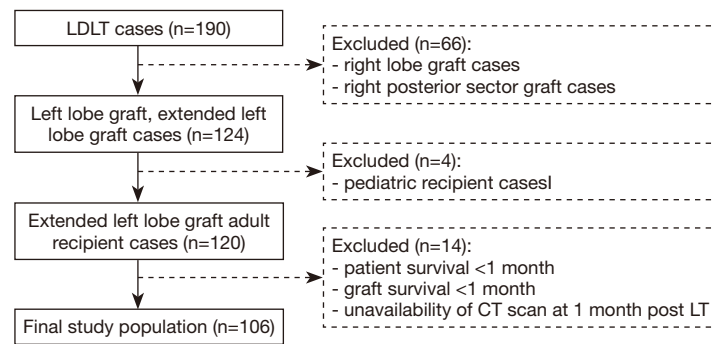 LDLT cases (n=190)
Excluded (n=66):
- right lobe graft cases
- right posterior sector graft cases
Left lobe graft, extended left
lobe graft cases (n=124)
Excluded (n=4):
- pediatric recipient casesl
Extended left lobe graft adult
recipient cases (n=120)
Excluded (n=14):
- patient survival <1 month
- graft survival <1 month
- unavailability of CT scan at 1 month post LT
Final study population (n=106)